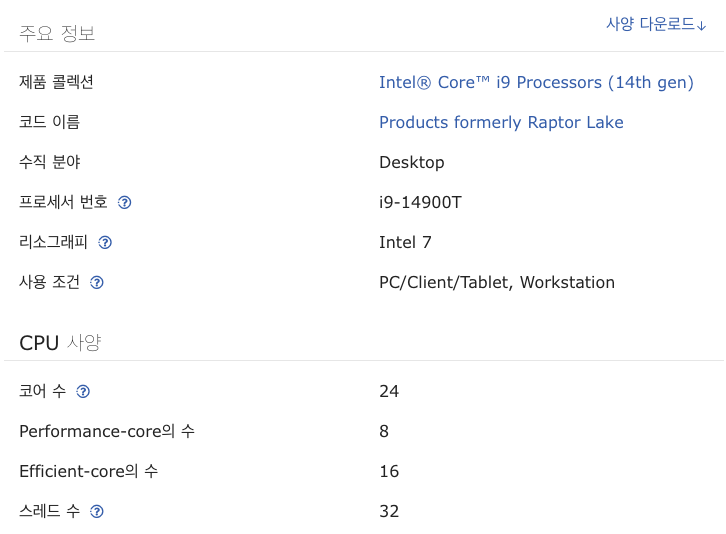 주요 정보
사양 다운로드↓
제품 콜렉션 Intel® Core™ i9 Processors (14th gen)
코드 이름 Products formerly Raptor Lake
수직 분야 Desktop
프로세서 번호 ? i9-14900T
리소그래피 ? Intel 7
사용 조건 ? PC/Client/Tablet, Workstation
CPU 사양
코어 수 ? 24
Performance-core의 수 8
Efficient-core의 수 16
스레드 수 ? 32